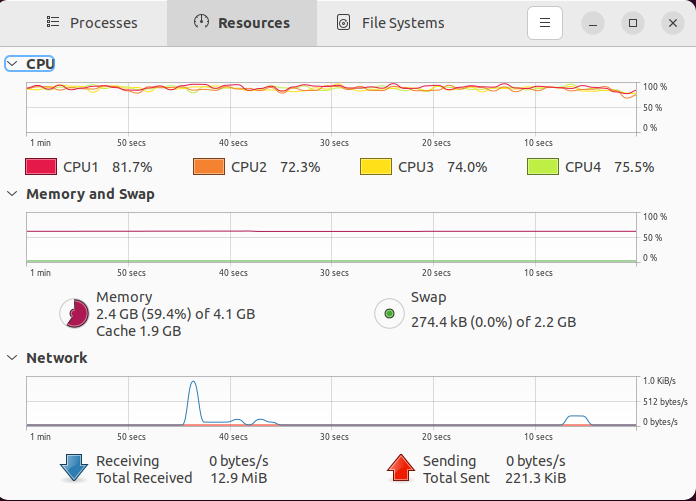 Processes Resources File Systems
CPU
100 %
50 %
0 %
1 min 50 secs 40 secs 30 secs 20 secs 10 secs
CPU1 81.7% CPU2 72.3% CPU3 74.0% CPU4 75.5%
Memory and Swap
100 %
50 %
0 %
1 min 50 secs 40 secs 30 secs 20 secs 10 secs
Memory
2.4 GB (59.4%) of 4.1 GB
Cache 1.9 GB
Swap
274.4 kB (0.0%) of 2.2 GB
Network
1.0 KiB/s
512 bytes/s
0 bytes/s
1 min 50 secs 40 secs 30 secs 20 secs 10 secs
Receiving 0 bytes/s
Total Received 12.9 MiB
Sending 0 bytes/s
Total Sent 221.3 KiB